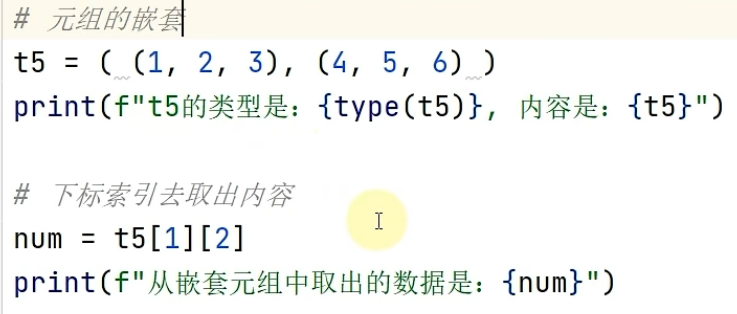 # 元组的嵌套
t5 = ( (1, 2, 3), (4, 5, 6) )
print(f"t5的类型是：{type(t5)}, 内容是：{t5}")
# 下标索引去取出内容
num = t5[1][2]
print(f"从嵌套元组中取出的数据是：{num}")